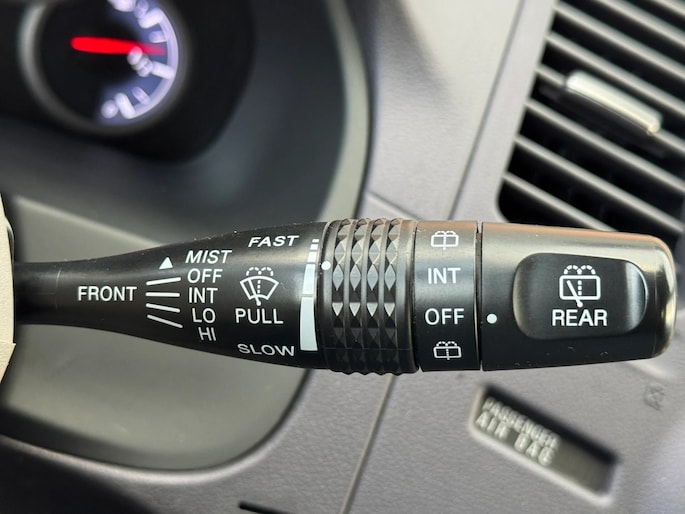 FRONT
MIST
OFF
INT
LO
HI
FAST
PULL
SLOW
INT
OFF
REAR
PASSENGER
AIR BAG